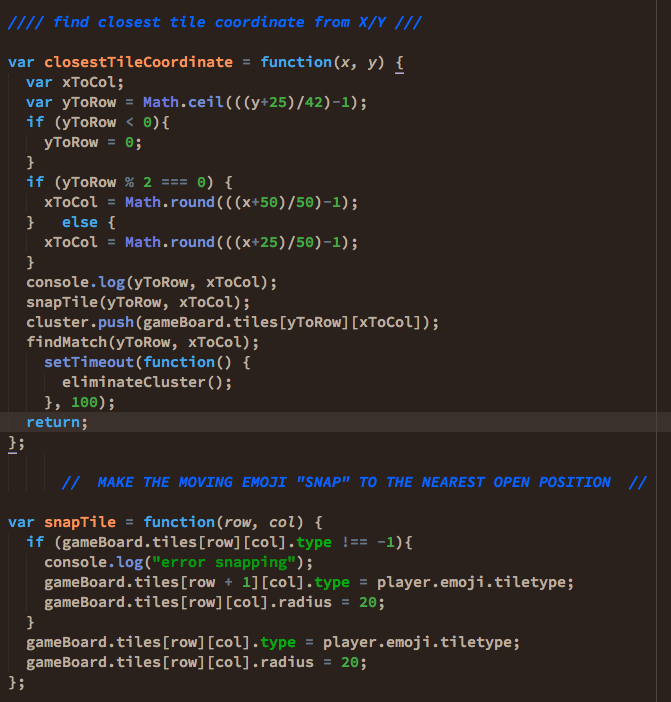 //// find closest tile coordinate from X/Y ///
var closestTileCoordinate = function(x, y) {
var xToCol;
var yToRow = Math.ceil(((y+25)/42)-1);
if (yToRow < 0){
yToRow = 0;
}
if (yToRow % 2 === 0) {
xToCol = Math.round(((x+50)/50)-1);
}   else {
xToCol = Math.round(((x+25)/50)-1);
}
console.log(yToRow, xToCol);
snapTile(yToRow, xToCol);
cluster.push(gameBoard.tiles[yToRow][xToCol]);
findMatch(yToRow, xToCol);
setTimeout(function() {
eliminateCluster();
}, 100);
return;
};
//  MAKE THE MOVING EMOJI "SNAP" TO THE NEAREST OPEN POSITION  //
var snapTile = function(row, col) {
if (gameBoard.tiles[row][col].type !== -1){
console.log("error snapping");
gameBoard.tiles[row + 1][col].type = player.emoji.tiletype;
gameBoard.tiles[row][col].radius = 20;
}
gameBoard.tiles[row][col].type = player.emoji.tiletype;
gameBoard.tiles[row][col].radius = 20;
};